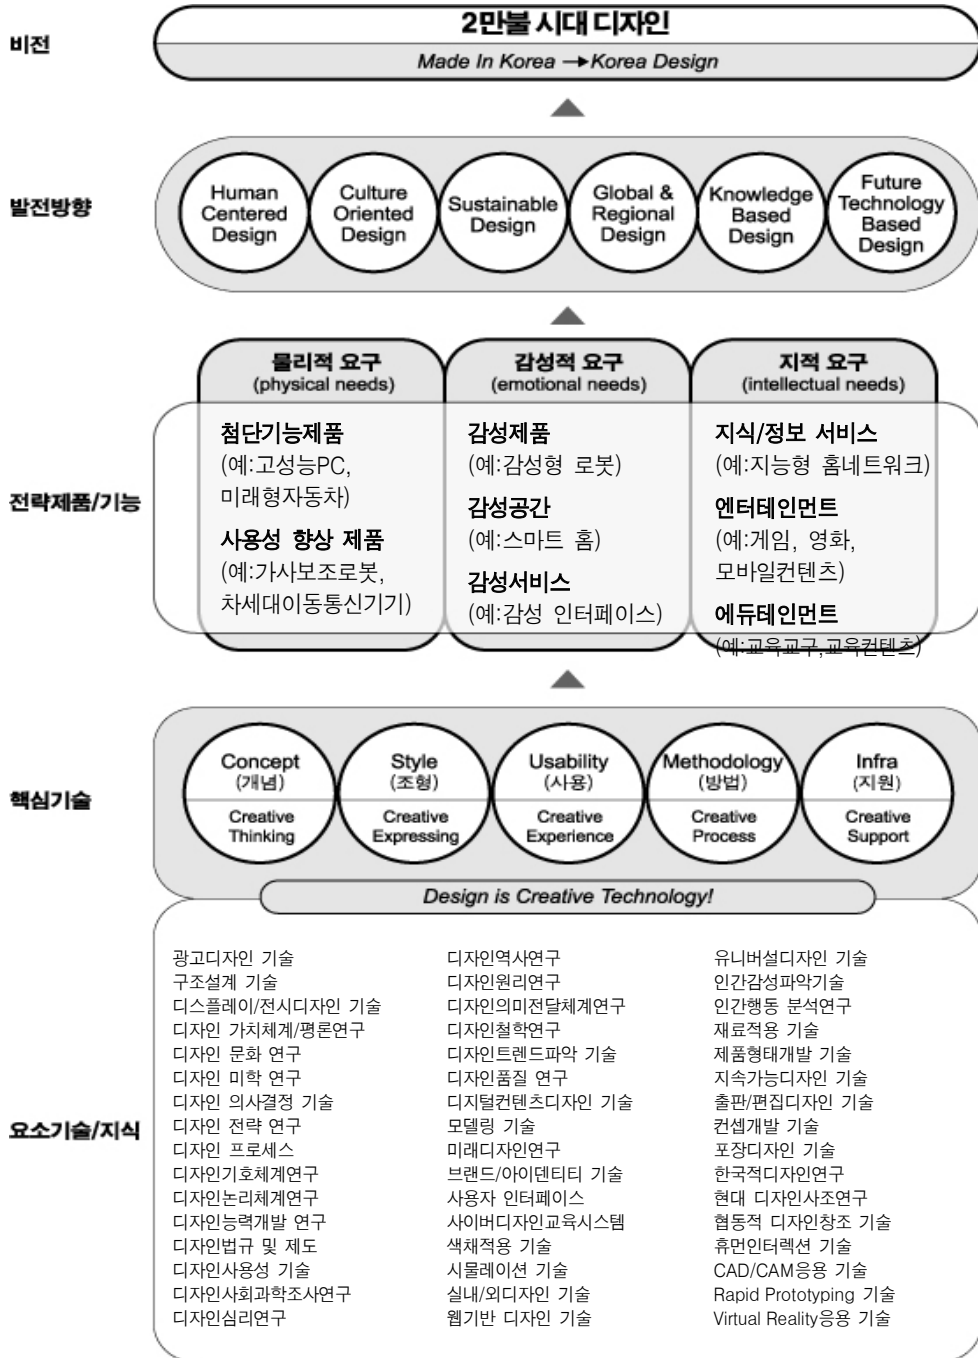 비전
2만불 시대 디자인
Made In Korea →Korea Design
발전방향
Human
Centered
Design
Culture
Oriented
Design
Sustainable
Design
Global &
Regional
Design
Knowledge
Based
Design
Future
Technology
Based
Design
전략제품/기능
물리적 요구
(physical needs)
첨단기능제품
(예:고성능PC,
미래형자동차)
사용성 향상 제품
(예:가사보조로봇,
차세대이동통신기기)
감성적 요구
(emotional needs)
감성제품
(예:감성형 로봇)
감성공간
(예:스마트 홈)
감성서비스
(예:감성 인터페이스)
지적 요구
(intellectual needs)
지식/정보 서비스
(예:지능형 홈네트워크)
엔터테인먼트
(예:게임, 영화,
모바일컨텐츠)
에듀테인먼트
(예:교육교구,교육컨텐츠)
핵심기술
Concept
(개념)
Creative
Thinking
Style
(조형)
Creative
Expressing
Usability
(사용)
Creative
Experience
Methodology
(방법)
Creative
Process
Infra
(지원)
Creative
Support
Design is Creative Technology!
요소기술/지식
광고디자인 기술
구조설계 기술
디스플레이/전시디자인 기술
디자인 가치체계/평론연구
디자인 문화 연구
디자인 미학 연구
디자인 의사결정 기술
디자인 전략 연구
디자인 프로세스
디자인기호체계연구
디자인논리체계연구
디자인능력개발 연구
디자인법규 및 제도
디자인사용성 기술
디자인사회과학조사연구
디자인심리연구
디자인역사연구
디자인원리연구
디자인의미전달체계연구
디자인철학연구
디자인트렌드파악 기술
디자인품질 연구
디지털컨텐츠디자인 기술
모델링 기술
미래디자인연구
브랜드/아이덴티티 기술
사용자 인터페이스
사이버디자인교육시스템
색채적용 기술
시물레이션 기술
실내/외디자인 기술
웹기반 디자인 기술
유니버설디자인 기술
인간감성파악기술
인간행동 분석연구
재료적용 기술
제품형태개발 기술
지속가능디자인 기술
출판/편집디자인 기술
컨셉개발 기술
포장디자인 기술
한국적디자인연구
현대 디자인사조연구
협동적 디자인창조 기술
휴먼인터렉션 기술
CAD/CAM응용 기술
Rapid Prototyping 기술
Virtual Reality응용 기술